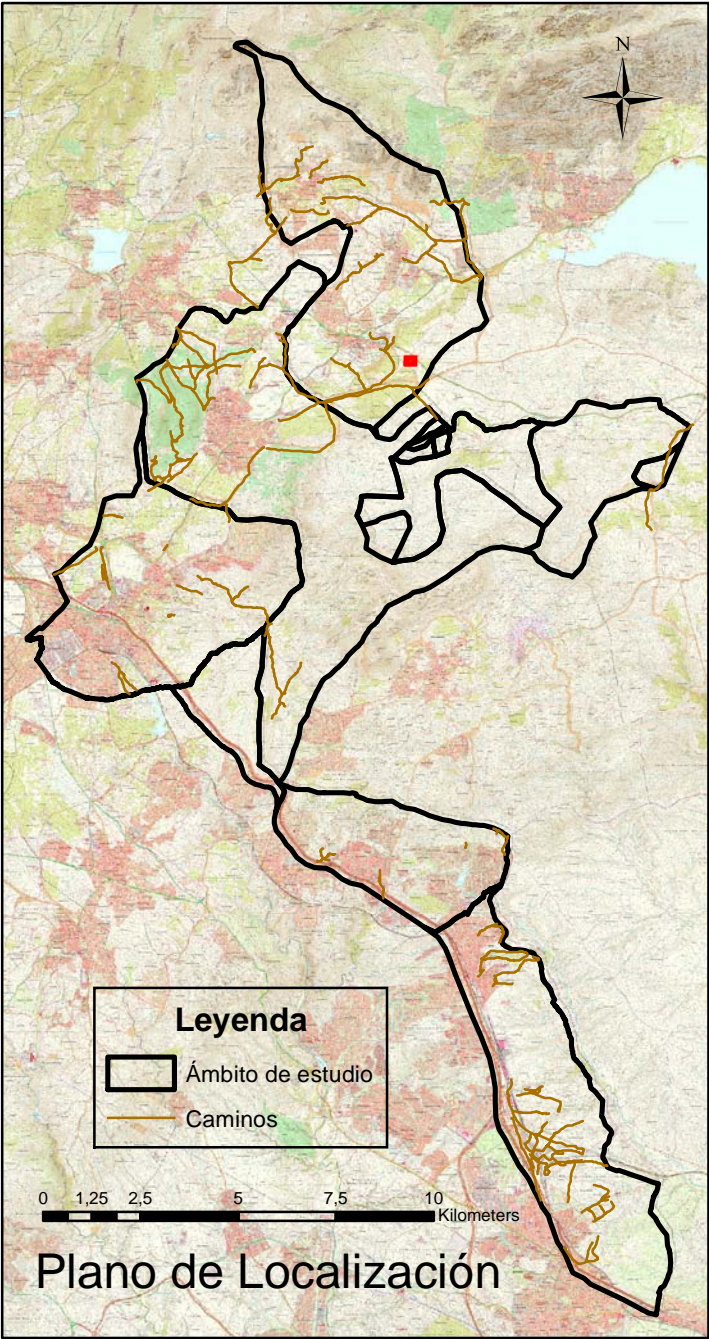 N
Leyenda
Ámbito de estudio
Caminos
0 1,25 2,5 5 7,5 10
Kilometers
Plano de Localización